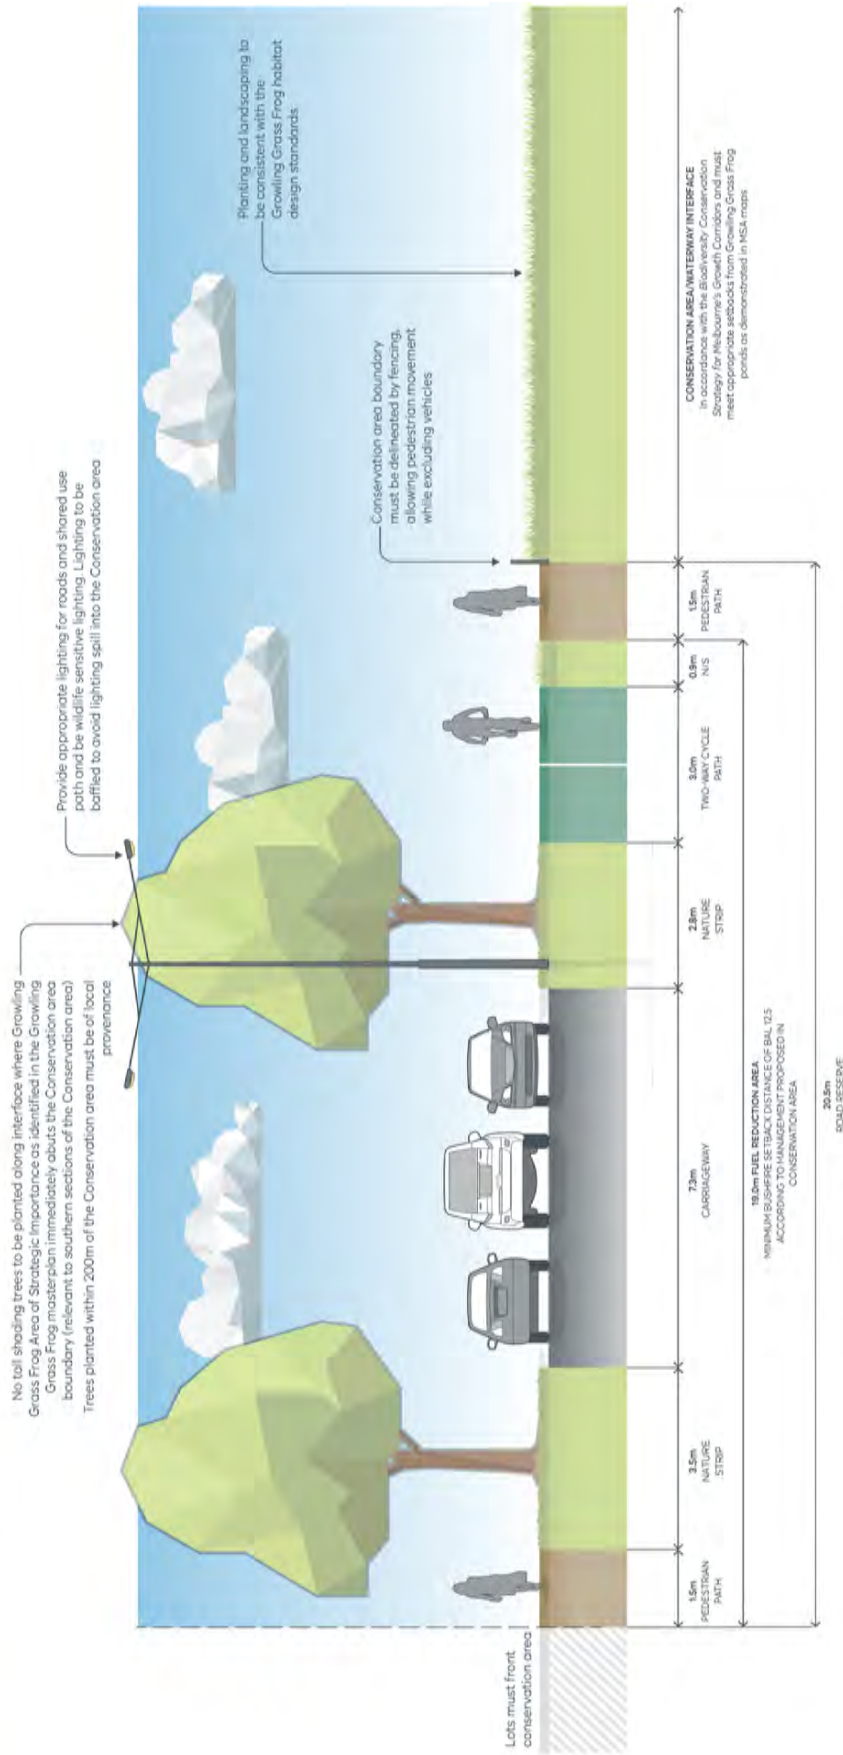 No tall shading trees to be planted along interface where Growling
Grass Frog Area of Strategic Importance as identified in the Growling
Grass Frog masterplan immediately abuts the Conservation area
boundary (relevant to southern sections of the Conservation area)
Trees planted within 200m of the Conservation area must be of local
provenance
Provide appropriate lighting for roads and shared use
path and be wildlife sensitive lighting. Lighting to be
baffled to avoid lighting spill into the Conservation area
Planting and landscaping to
be consistent with the
Growling Grass Frog habitat
design standards
Conservation area boundary
must be delineated by fencing,
allowing pedestrian movement
while excluding vehicles
Lots must front
conservation area
1.5m
PEDESTRIAN
PATH
3.5m
NATURE
STRIP
7.3m
CARRIAGEWAY
2.8m
NATURE
STRIP
3.0m
TWO-WAY CYCLE
PATH
0.9m
N/S
1.5m
PEDESTRIAN
PATH
CONSERVATION AREA/WATERWAY INTERFACE
In accordance with the Biodiversity Conservation
Strategy for Melbourne's Growth Corridors and must
meet appropriate setbacks from Growling Grass Frog
ponds as demonstrated in MSA maps
19.0m FUEL REDUCTION AREA
MINIMUM BUSHFIRE SETBACK DISTANCE OF BAL 12.5
ACCORDING TO MANAGEMENT PROPOSED IN
CONSERVATION AREA
20.5m
ROAD RESERVE